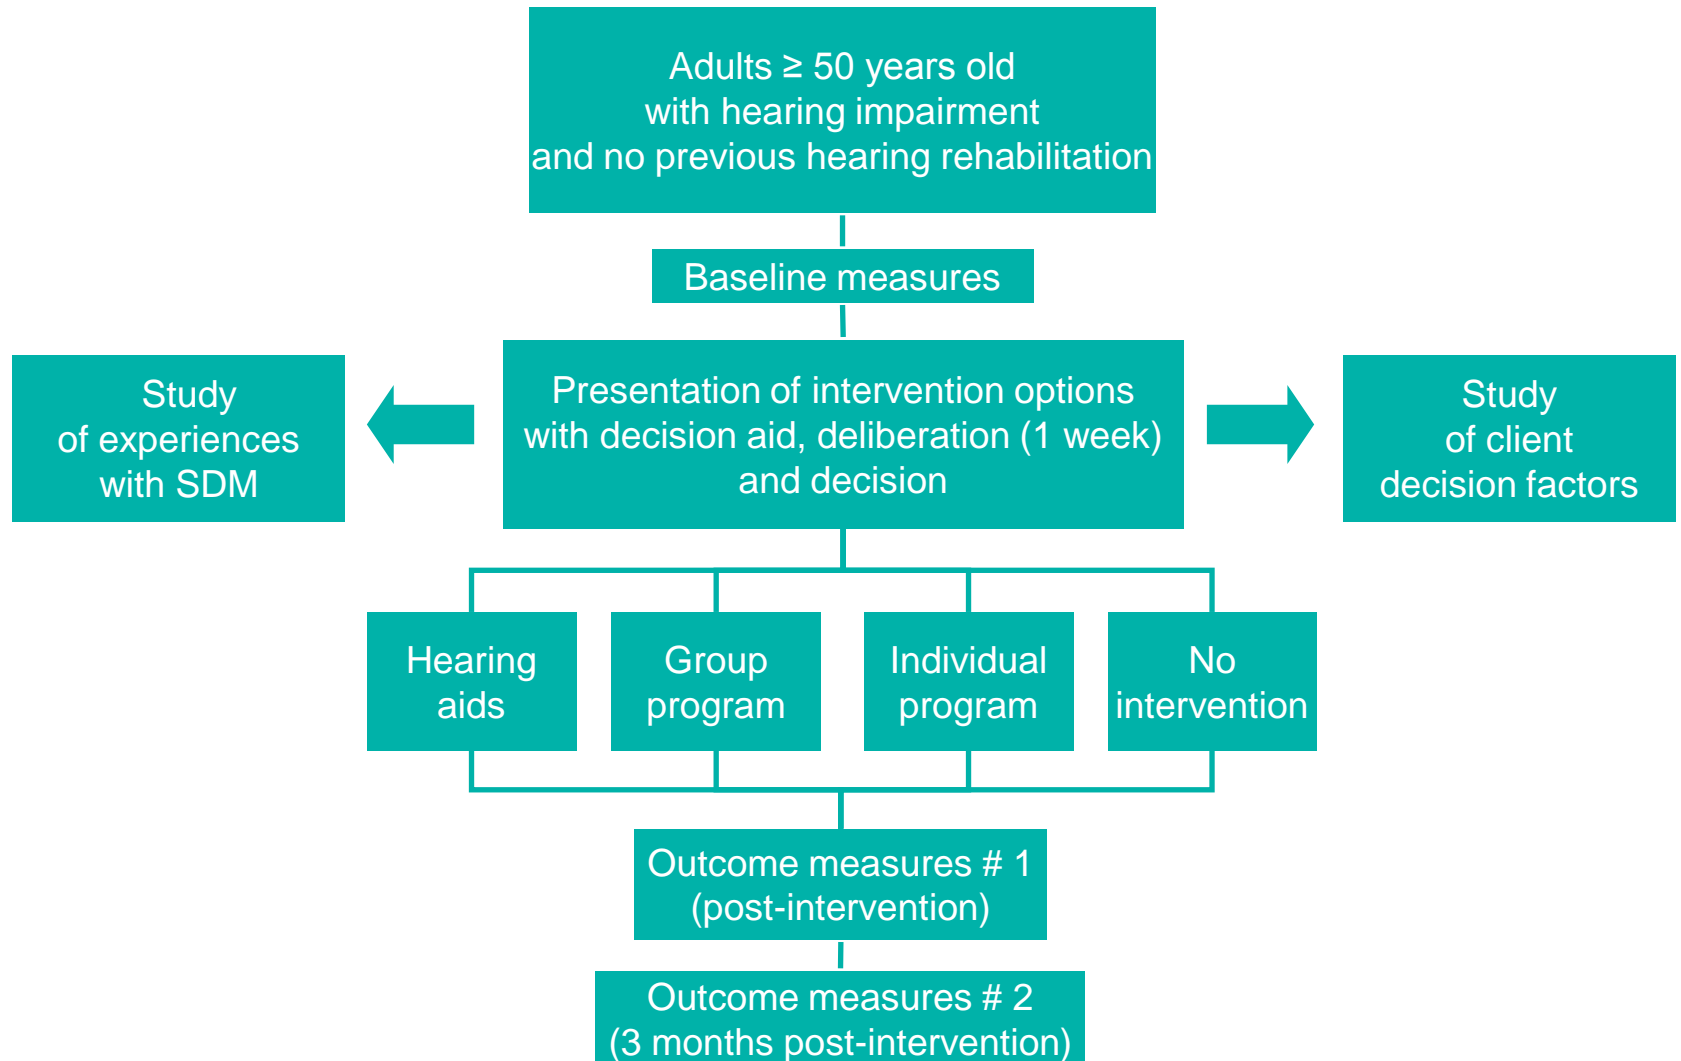 Adults ≥ 50 years old
with hearing impairment
and no previous hearing rehabilitation
Baseline measures
Study
of experiences
with SDM
Presentation of intervention options
with decision aid, deliberation (1 week)
and decision
Study
of client
decision factors
Hearing
aids
Group
program
Individual
program
No
intervention
Outcome measures # 1
(post-intervention)
Outcome measures # 2
(3 months post-intervention)